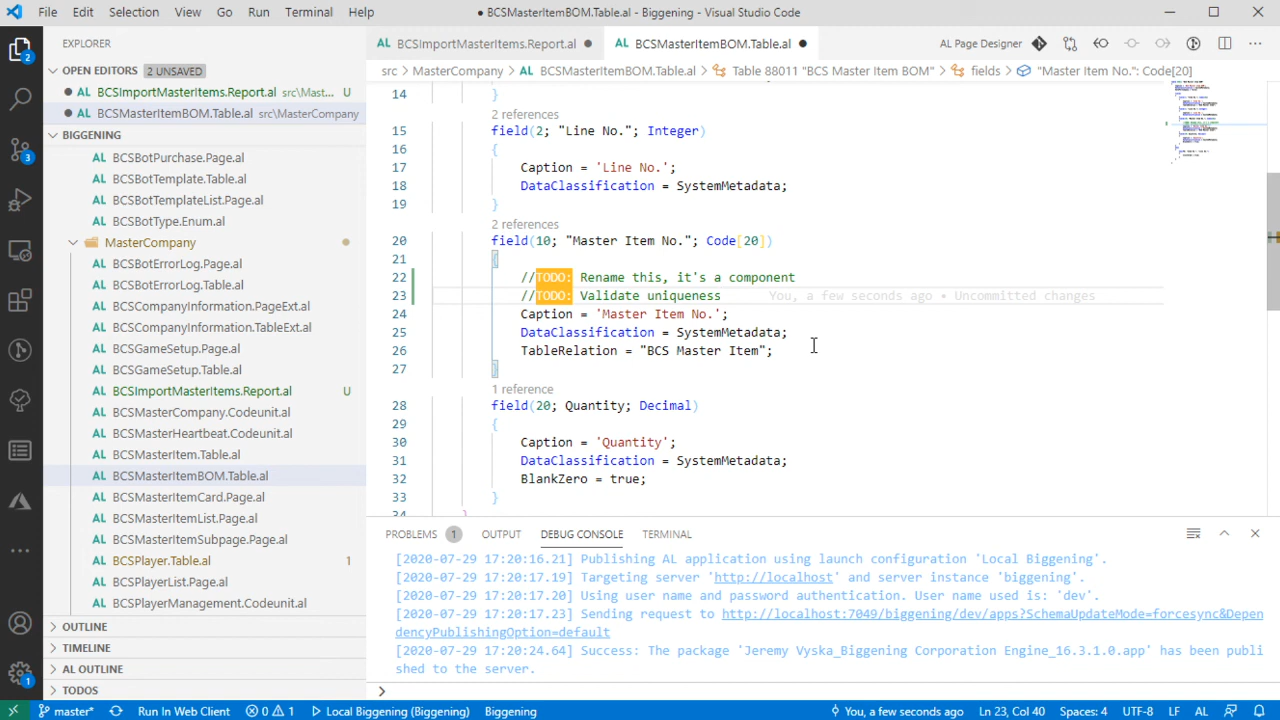 File Edit Selection View Go Run Terminal Help
● BCSMasterItemBOM.Table.al - Biggening - Visual Studio Code
EXPLORER
OPEN EDITORS 2 UNSAVED
● BCSImportMasterItems.Report.al src\Mast... U
● BCSMasterItemBOM.Table.al src\MasterCompany
BIGGENING
BCSBotPurchase.Page.al
BCSBotTemplate.Table.al
BCSBotTemplateList.Page.al
BCSBotType.Enum.al
MasterCompany
BCSBotErrorLog.Page.al
BCSBotErrorLog.Table.al
BCSCompanyInformation.PageExt.al
BCSCompanyInformation.TableExt.al
BCSGameSetup.Page.al
BCSGameSetup.Table.al
BCSImportMasterItems.Report.al U
BCSMasterCompany.Codeunit.al
BCSMasterHeartbeat.Codeunit.al
BCSMasterItem.Table.al
BCSMasterItemBOM.Table.al
BCSMasterItemCard.Page.al
BCSMasterItemList.Page.al
BCSMasterItemSubpage.Page.al
BCSPlayer.Table.al 1
BCSPlayerList.Page.al
BCSPlayerManagement.Codeunit.al
OUTLINE
TIMELINE
AL OUTLINE
TODOS
2
3
1
BCSImportMasterItems.Report.al ● BCSMasterItemBOM.Table.al ● AL Page Designer
src > MasterCompany > AL BCSMasterItemBOM.Table.al > Table 88011 "BCS Master Item BOM" > fields > "Master Item No.": Code[20]
14 }
2 references
15 field(2; "Line No."; Integer)
16 {
17 Caption = 'Line No.';
18 DataClassification = SystemMetadata;
19 }
2 references
20 field(10; "Master Item No."; Code[20])
21 {
22 //TODO: Rename this, it's a component
23 //TODO: Validate uniqueness You, a few seconds ago • Uncommitted changes
24 Caption = 'Master Item No.';
25 DataClassification = SystemMetadata;
26 TableRelation = "BCS Master Item";
27 }
1 reference
28 field(20; Quantity; Decimal)
29 {
30 Caption = 'Quantity';
31 DataClassification = SystemMetadata;
32 BlankZero = true;
33 }
34 }
PROBLEMS 1 OUTPUT DEBUG CONSOLE TERMINAL
[2020-07-29 17:20:16.21] Publishing AL application using launch configuration 'Local Biggening'.
[2020-07-29 17:20:17.19] Targeting server 'http://localhost' and server instance 'biggening'.
[2020-07-29 17:20:17.20] Using user name and password authentication. User name used is: 'dev'.
[2020-07-29 17:20:17.23] Sending request to http://localhost:7049/biggening/dev/apps?SchemaUpdateMode=forcesync&Depen
dencyPublishingOption=default
[2020-07-29 17:20:24.64] Success: The package 'Jeremy Vyska_Biggening Corporation Engine_16.3.1.0.app' has been publi
shed to the server.
master* Run In Web Client 0 1 Local Biggening (Biggening) Biggening You, a few seconds ago Ln 23, Col 40 Spaces: 4 UTF-8 LF AL